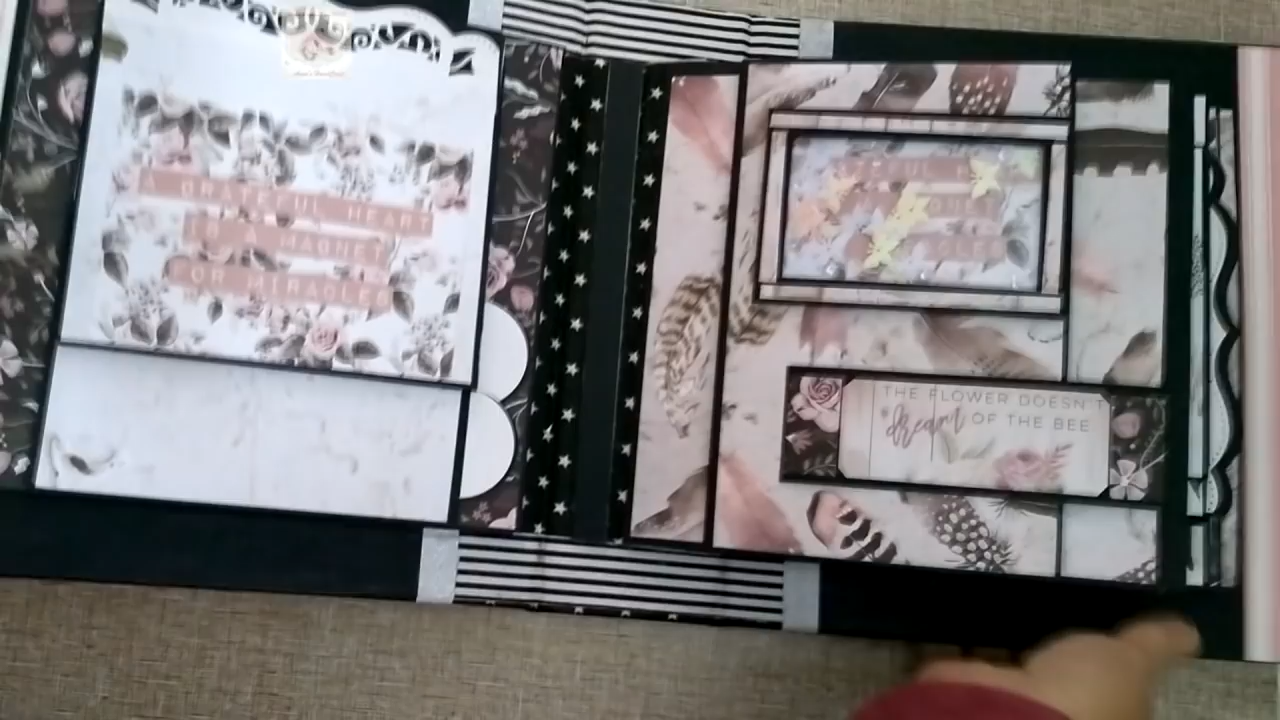 A GRATEFUL HEART
IS A MAGNET
FOR MIRACLES
THE FLOWER DOESN'T
dream OF THE BEE